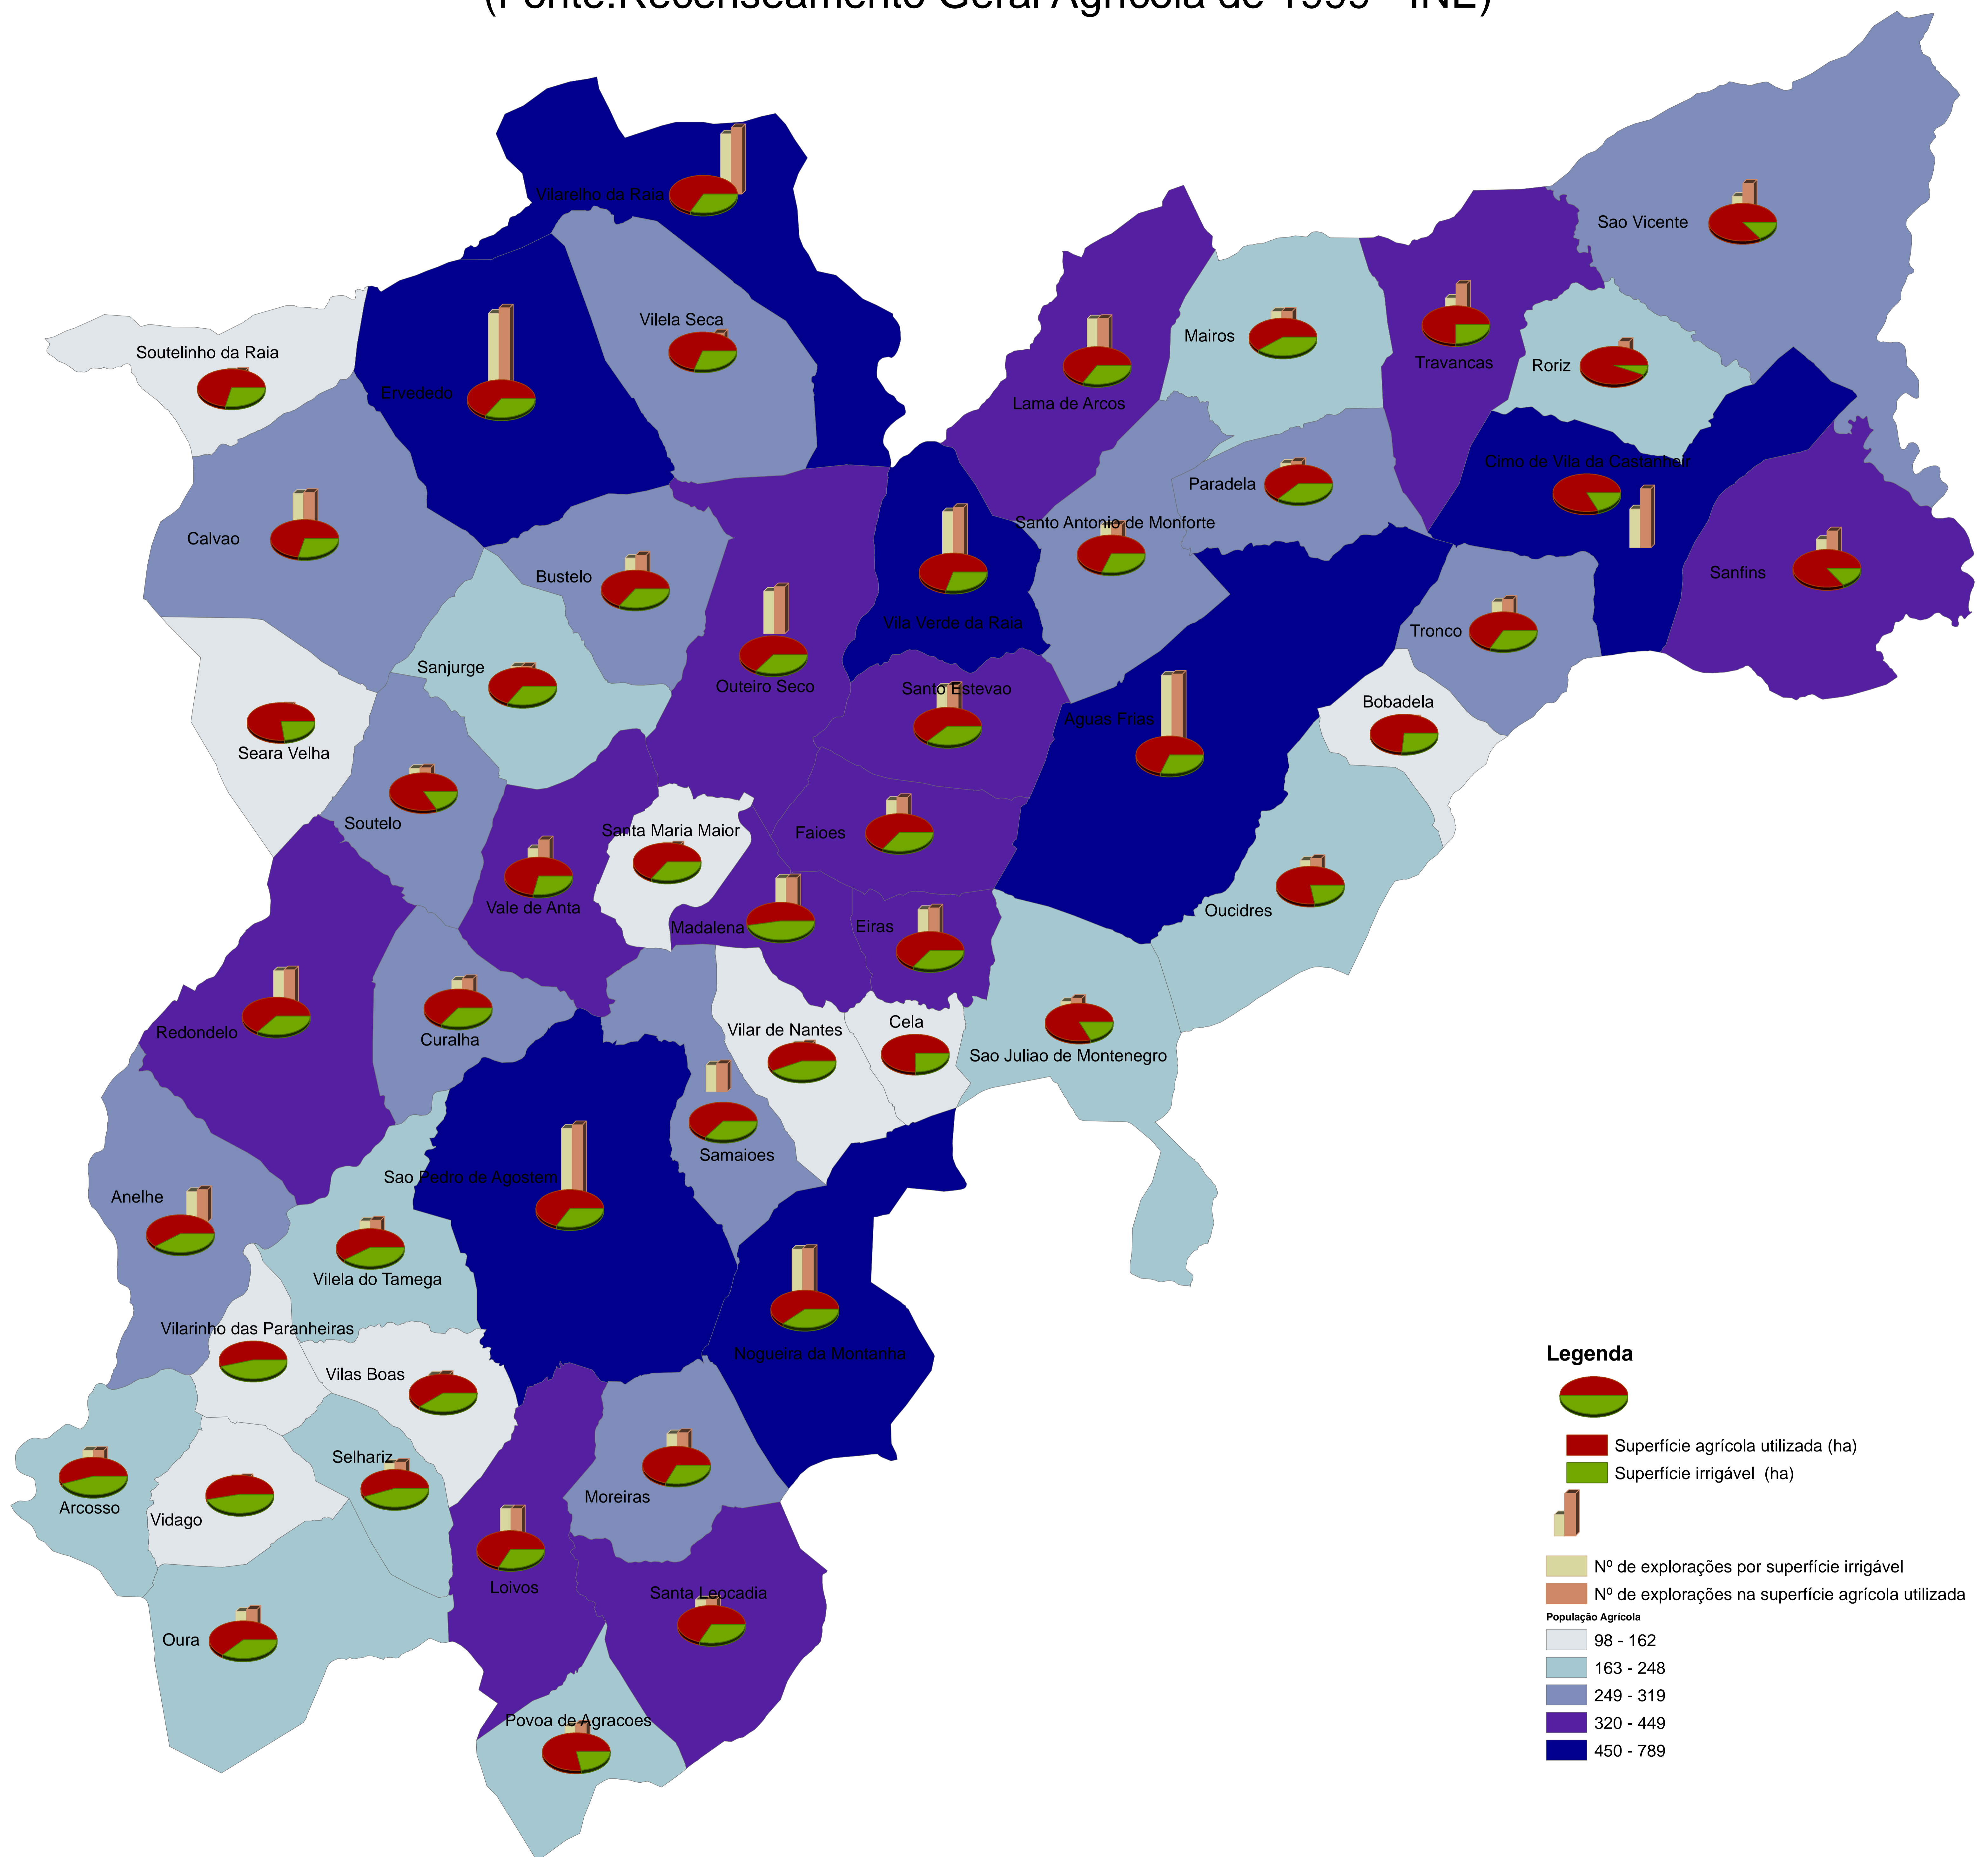 (Fonte:Recenseamento Geral Agrícola de 1999 - INE)
Vilarelho da Raia
Sao Vicente
Vilela Seca
Mairos
Soutelinho da Raia
Travancas
Roriz
Ervededo
Lama de Arcos
Cimo de Vila da Castanheir
Paradela
Santo Antonio de Monforte
Calvao
Bustelo
Sanfins
Vila Verde da Raia
Tronco
Sanjurge
Outeiro Seco
Santo Estevao
Bobadela
Aguas Frias
Seara Velha
Soutelo
Santa Maria Maior
Faioes
Vale de Anta
Oucidres
Madalena
Eiras
Redondelo
Curalha
Vilar de Nantes
Cela
Sao Juliao de Montenegro
Samaioes
Sao Pedro de Agostem
Anelhe
Vilela do Tamega
Vilarinho das Paranheiras
Nogueira da Montanha
Vilas Boas
Selhariz
Moreiras
Arcosso
Vidago
Loivos
Santa Leocadia
Oura
Povoa de Agracoes
Legenda
Superfície agrícola utilizada (ha)
Superfície irrigável (ha)
Nº de explorações por superfície irrigável
Nº de explorações na superfície agrícola utilizada
População Agrícola
98 - 162
163 - 248
249 - 319
320 - 449
450 - 789